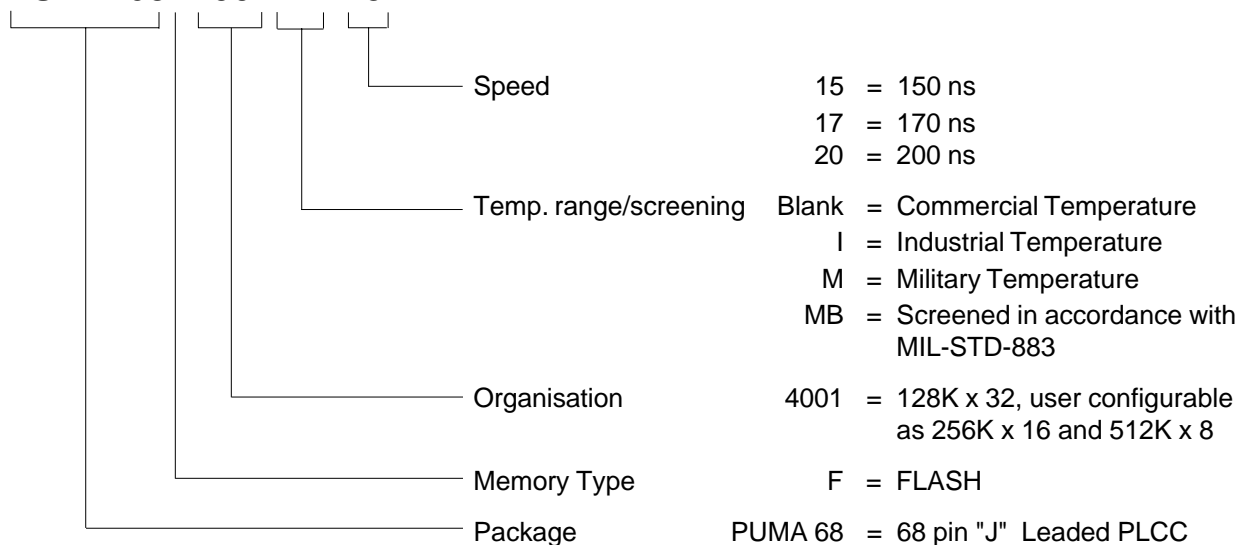 Speed 15 = 150 ns
17 = 170 ns
20 = 200 ns
Temp. range/screening Blank = Commercial Temperature
I = Industrial Temperature
M = Military Temperature
MB = Screened in accordance with
MIL-STD-883
Organisation 4001 = 128K x 32, user configurable
as 256K x 16 and 512K x 8
Memory Type F = FLASH
Package PUMA 68 = 68 pin "J" Leaded PLCC